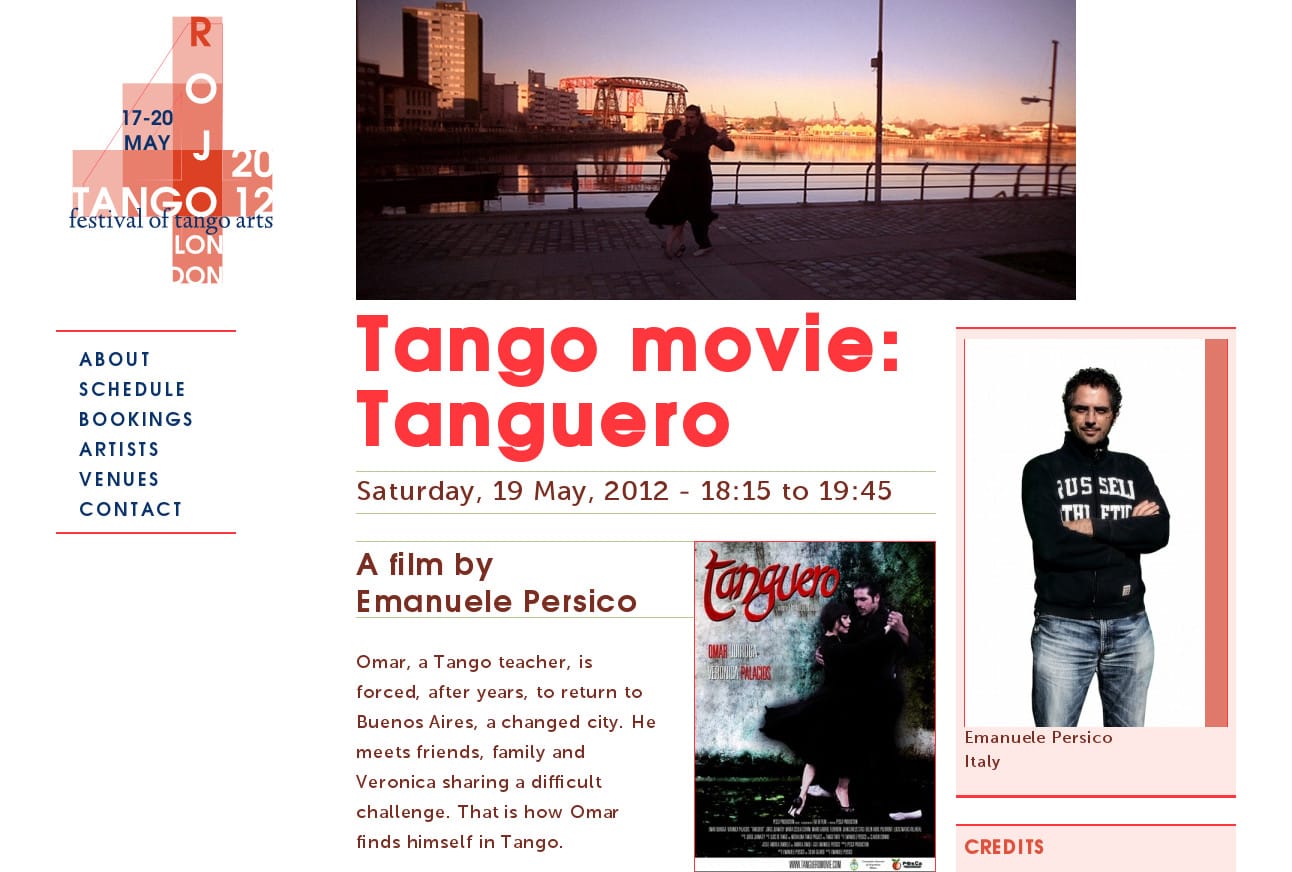 ROJO
17-20
MAY
20
TANGO 12
festival of tango arts
LON
DON
ABOUT
SCHEDULE
BOOKINGS
ARTISTS
VENUES
CONTACT
Tango movie:
Tanguero
Saturday, 19 May, 2012 - 18:15 to 19:45
A film by
Emanuele Persico
Omar, a Tango teacher, is
forced, after years, to return to
Buenos Aires, a changed city. He
meets friends, family and
Veronica sharing a difficult
challenge. That is how Omar
finds himself in Tango.
tanguero
OMAR QUIROGA
VERONICA PALACIOS
WWW.TANGUEROMOVIE.COM
RUSSELL
ATHLETIC
Emanuele Persico
Italy
CREDITS